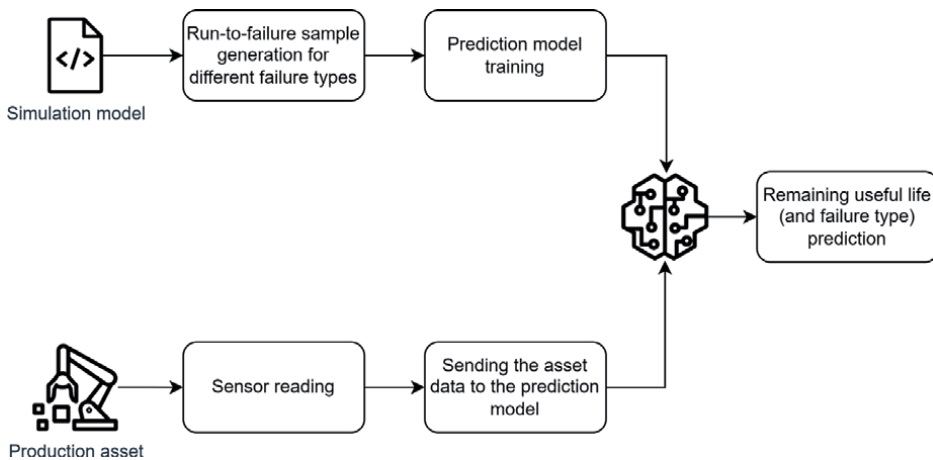 </>
Simulation model
Run-to-failure sample
generation for
different failure types
Prediction model
training
Remaining useful life
(and failure type)
prediction
Production asset
Sensor reading
Sending the asset
data to the prediction
model